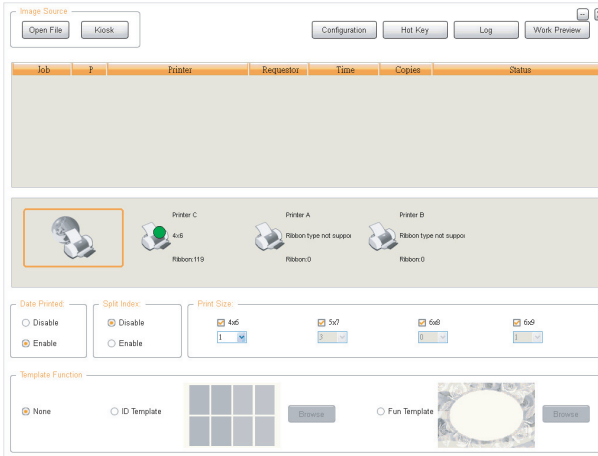 Image Source
Open File Kiosk Configuration Hot Key Log Work Preview
Job P Printer Requestor Time Copies Status
Printer C Printer A Printer B
4x6 Ribbon type not suppor Ribbon type not suppor
Ribbon:119 Ribbon:0 Ribbon:0
Date Printed: Split Index: Print Size:
Disable Disable 4x6 5x7 6x8 6x9
Enable Enable 1 3 0 1
Template Function
None ID Template Browse Fun Template Browse